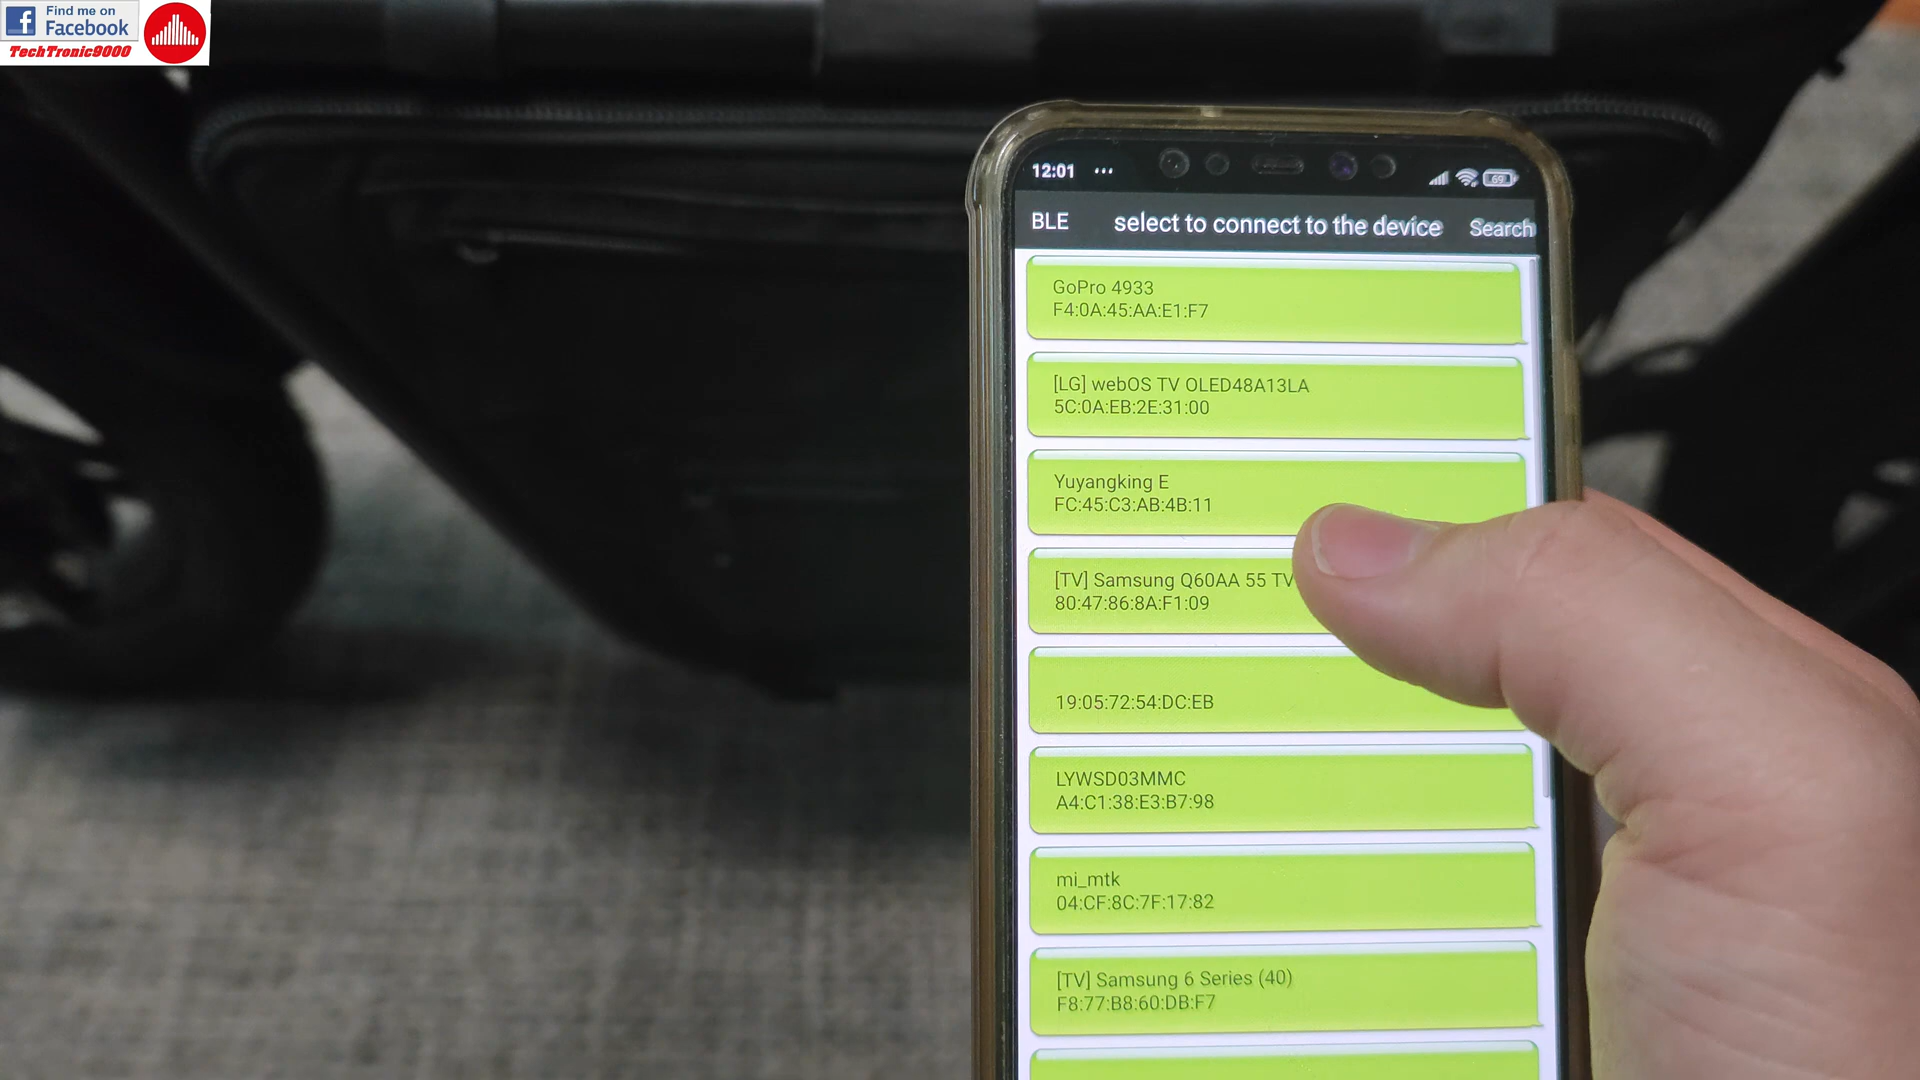 Find me on
Facebook
TechTronic9000
12:01 ...
69
BLE select to connect to the device Search
GoPro 4933
F4:0A:45:AA:E1:F7
[LG] webOS TV OLED48A13LA
5C:0A:EB:2E:31:00
Yuyangking E
FC:45:C3:AB:4B:11
[TV] Samsung Q60AA 55 TV
80:47:86:8A:F1:09
19:05:72:54:DC:EB
LYWSD03MMC
A4:C1:38:E3:B7:98
mi_mtk
04:CF:8C:7F:17:82
[TV] Samsung 6 Series (40)
F8:77:B8:60:DB:F7